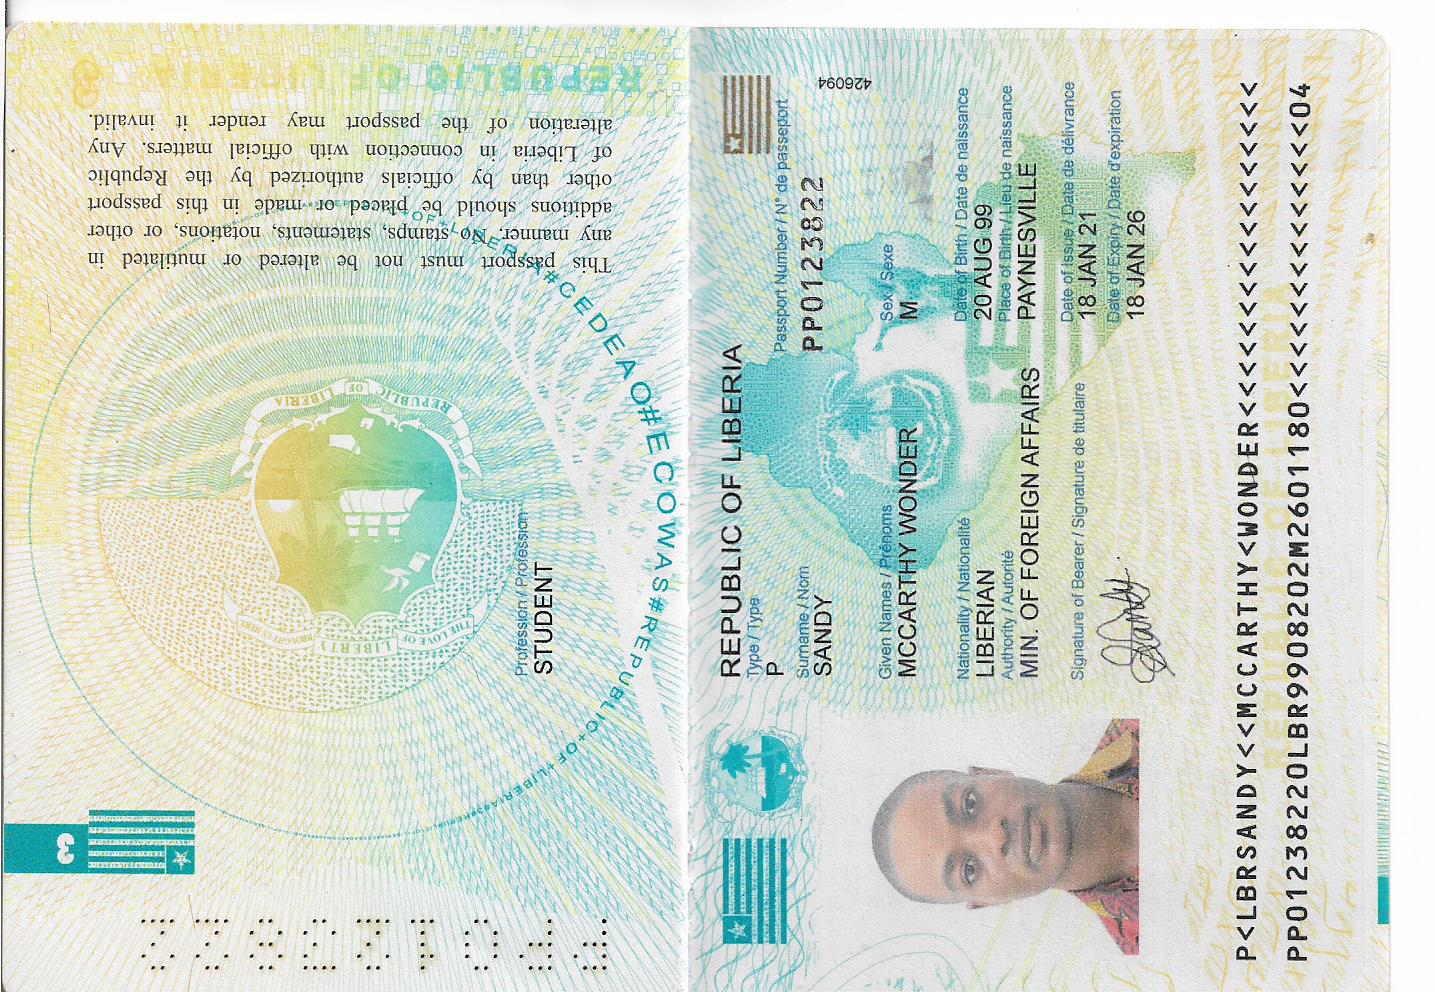 REPUBLIC OF LIBERIA
3
This passport must not be altered or mutilated in
any manner. No stamps, statements, notations, or other
additions should be placed or made in this passport
other than by officials authorized by the Republic
of Liberia in connection with official matters. Any
alteration of the passport may render it invalid.
REPUBLIC OF LIBERIA
THE LOVE OF LIBERTY BROUGHT US HERE
Profession / Profession
STUDENT
#CEDEAO#ECOWAS#REPUBLIC+OF+LIBERIA#
3
PP0123822
REPUBLIC OF LIBERIA
426094
Type / Type
P
Passport Number / N° de passeport
PP0123822
Surname / Nom
SANDY
Given Names / Prénoms
MCCARTHY WONDER
Sex / Sexe
M
Nationality / Nationalité
LIBERIAN
Date of Birth / Date de naissance
20 AUG 99
Authority / Autorité
MIN. OF FOREIGN AFFAIRS
Place of Birth / Lieu de naissance
PAYNESVILLE
Date of Issue / Date de délivrance
18 JAN 21
Signature of Bearer / Signature de titulaire
Sandy
Date of Expiry / Date d'expiration
18 JAN 26
P<LBRSANDY<<MCCARTHY<WONDER<<<<<<<<<<<<<<<<<
PP01238220LBR9908202M2601180<<<<<<<<<<<<<<04